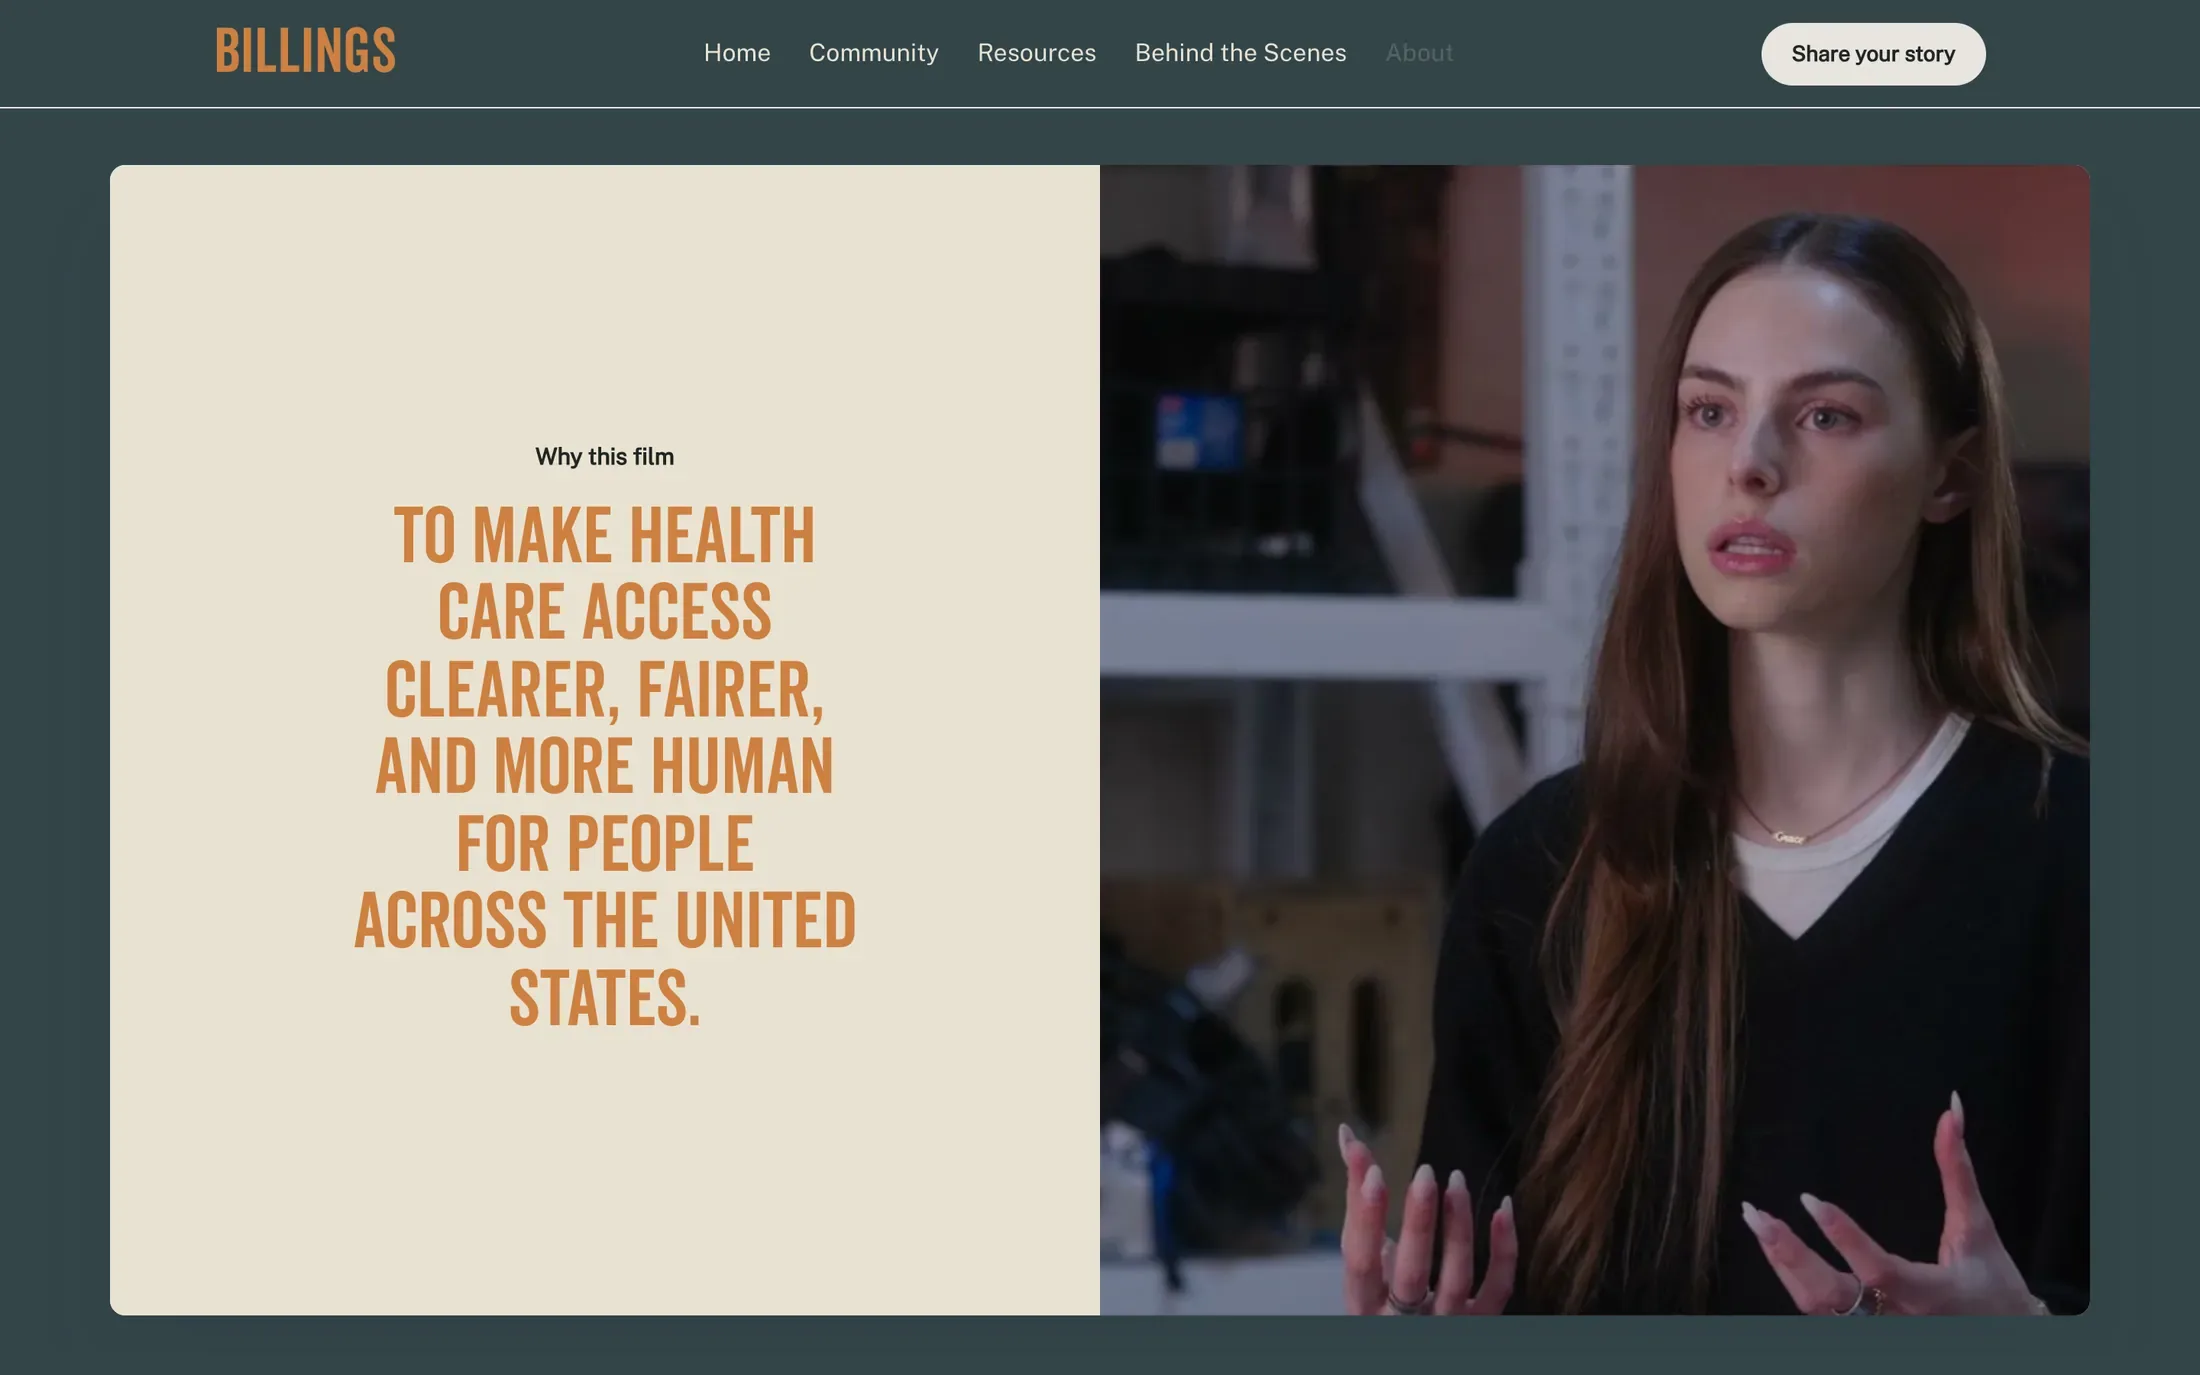 BILLINGS
Home Community Resources Behind the Scenes About
Share your story
Why this film
TO MAKE HEALTH
CARE ACCESS
CLEARER, FAIRER,
AND MORE HUMAN
FOR PEOPLE
ACROSS THE UNITED
STATES.
Grace